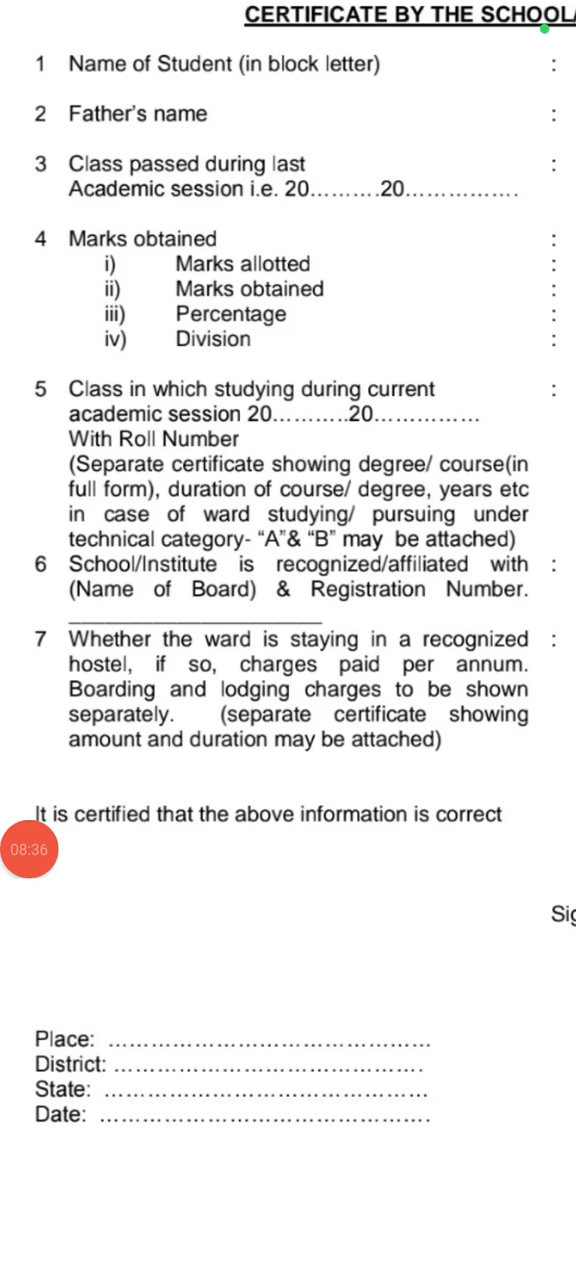 CERTIFICATE BY THE SCHOOL/
1 Name of Student (in block letter) :
2 Father's name :
3 Class passed during last :
Academic session i.e. 20……….20…………….
4 Marks obtained :
i) Marks allotted :
ii) Marks obtained :
iii) Percentage :
iv) Division :
5 Class in which studying during current :
academic session 20………..20……………
With Roll Number
(Separate certificate showing degree/ course(in
full form), duration of course/ degree, years etc
in case of ward studying/ pursuing under
technical category- “A”& “B” may be attached)
6 School/Institute is recognized/affiliated with :
(Name of Board) & Registration Number.
______________________
7 Whether the ward is staying in a recognized :
hostel, if so, charges paid per annum.
Boarding and lodging charges to be shown
separately. (separate certificate showing
amount and duration may be attached)
It is certified that the above information is correct
08:36
Sig
Place: ……………………………………….
District: …………………………………….
State: ………………………………………
Date: ……………………………………….